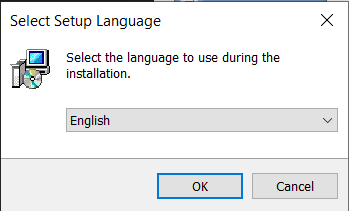 Select Setup Language
Select the language to use during the
installation.
English
OK
Cancel